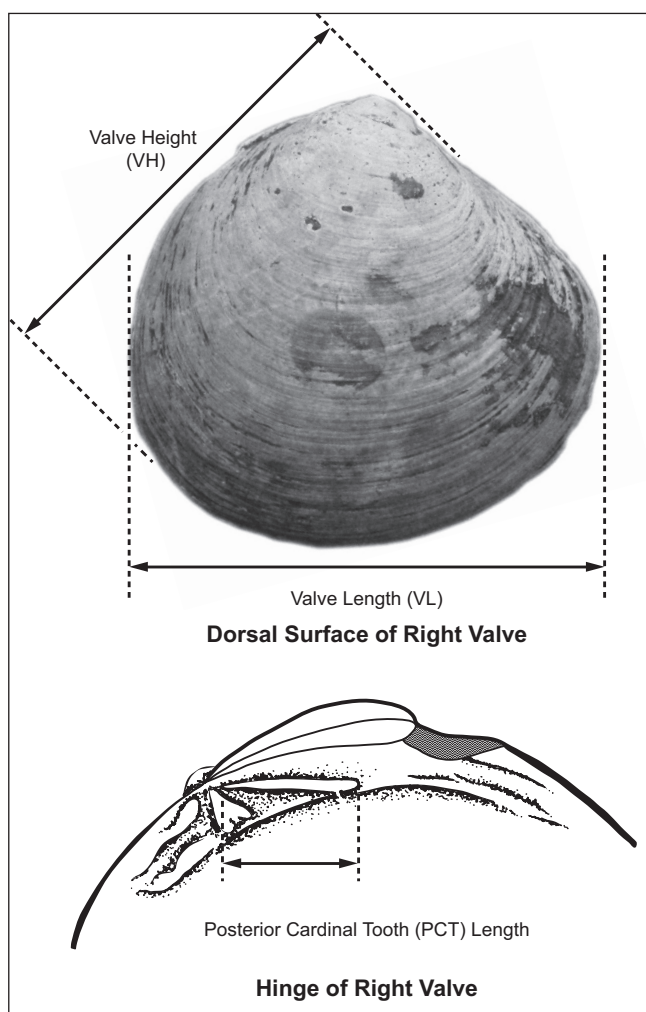 Valve Height
(VH)
Valve Length (VL)
Dorsal Surface of Right Valve
Posterior Cardinal Tooth (PCT) Length
Hinge of Right Valve